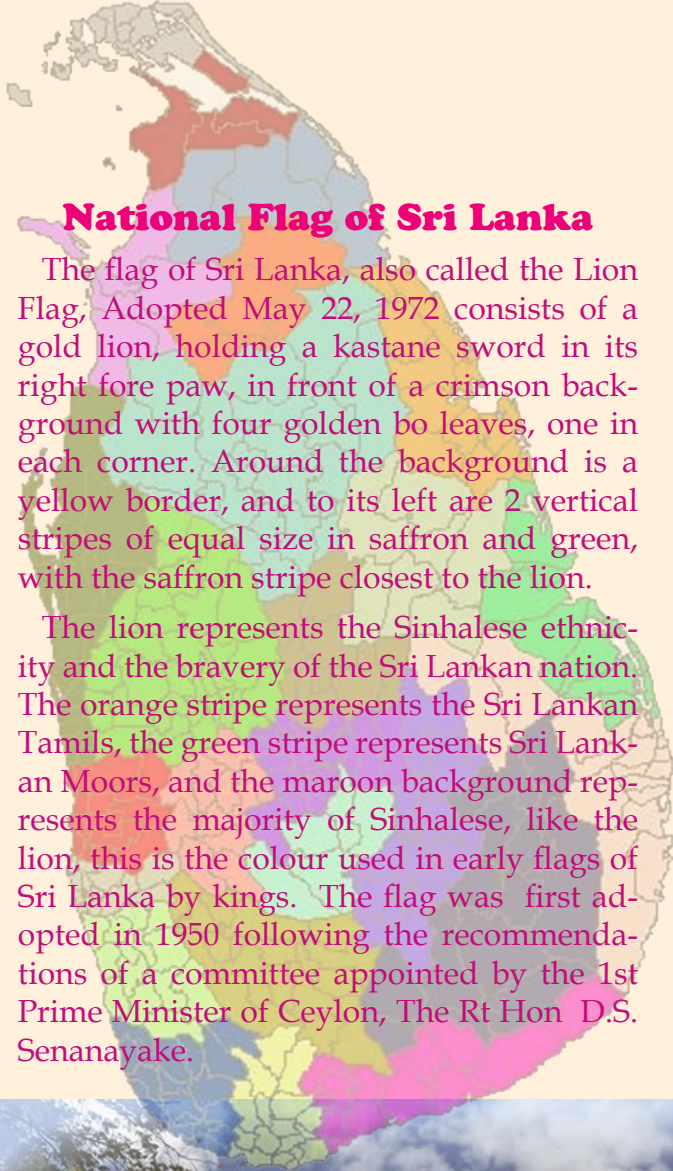 National Flag of Sri Lanka
The flag of Sri Lanka, also called the Lion
Flag, Adopted May 22, 1972 consists of a
gold lion, holding a kastane sword in its
right fore paw, in front of a crimson back-
ground with four golden bo leaves, one in
each corner. Around the background is a
yellow border, and to its left are 2 vertical
stripes of equal size in saffron and green,
with the saffron stripe closest to the lion.
The lion represents the Sinhalese ethnic-
ity and the bravery of the Sri Lankan nation.
The orange stripe represents the Sri Lankan
Tamils, the green stripe represents Sri Lank-
an Moors, and the maroon background rep-
resents the majority of Sinhalese, like the
lion, this is the colour used in early flags of
Sri Lanka by kings. The flag was first ad-
opted in 1950 following the recommenda-
tions of a committee appointed by the 1st
Prime Minister of Ceylon, The Rt Hon D.S.
Senanayake.